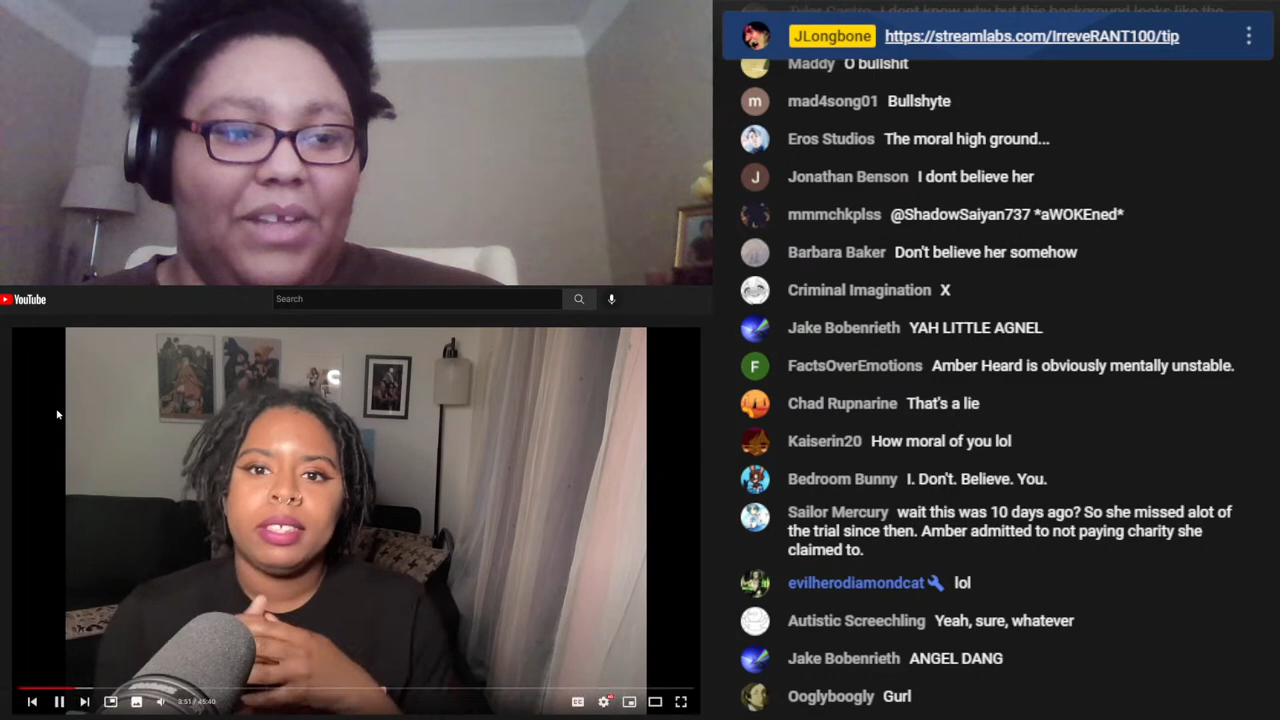 JLongbone https://streamlabs.com/IrreveRANT100/tip
Maddy O bullshit
mad4song01 Bullshyte
Eros Studios The moral high ground...
J Jonathan Benson I dont believe her
mmmchkplss @ShadowSaiyan737 *aWOKEned*
Barbara Baker Don't believe her somehow
Criminal Imagination X
Jake Bobenrieth YAH LITTLE AGNEL
F FactsOverEmotions Amber Heard is obviously mentally unstable.
Chad Rupnarine That's a lie
Kaiserin20 How moral of you lol
Bedroom Bunny I. Don't. Believe. You.
Sailor Mercury wait this was 10 days ago? So she missed alot of
the trial since then. Amber admitted to not paying charity she
claimed to.
evilherodiamondcat lol
Autistic Screechling Yeah, sure, whatever
Jake Bobenrieth ANGEL DANG
Ooglyboogly Gurl
YouTube
Search
3:51 / 45:40